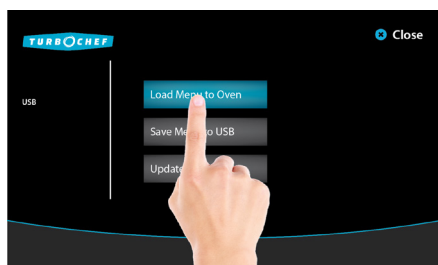 TURBOCHEF
Close
USB
Load Menu to Oven
Save to USB
Update